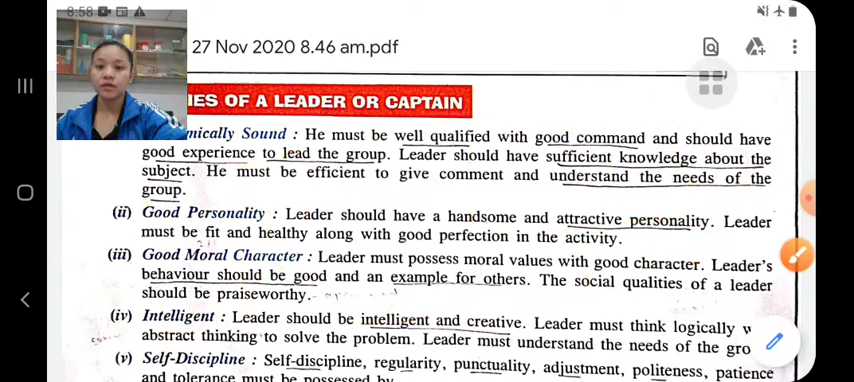 8:58
27 Nov 2020 8.46 am.pdf
IES OF A LEADER OR CAPTAIN
mically Sound : He must be well qualified with good command and should have
good experience to lead the group. Leader should have sufficient knowledge about the
subject. He must be efficient to give comment and understand the needs of the
group.
(ii) Good Personality : Leader should have a handsome and attractive personality. Leader
must be fit and healthy along with good perfection in the activity.
(iii) Good Moral Character : Leader must possess moral values with good character. Leader's
behaviour should be good and an example for others. The social qualities of a leader
should be praiseworthy.
(iv) Intelligent : Leader should be intelligent and creative. Leader must think logically
abstract thinking to solve the problem. Leader must understand the needs of the gro
(v) Self-Discipline : Self-discipline, regularity, punctuality, adjustment, politeness, patience
and tolerance must be possessed by